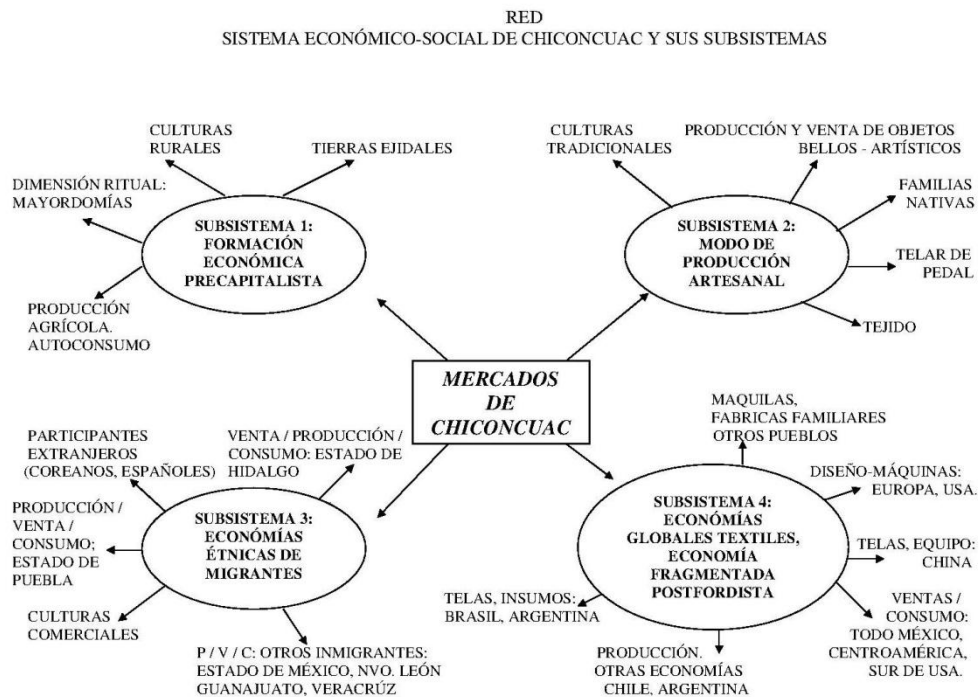 RED
SISTEMA ECONÓMICO-SOCIAL DE CHICONCUAC Y SUS SUBSISTEMAS
CULTURAS
RURALES
TIERRAS EJIDALES
DIMENSIÓN RITUAL:
MAYORDOMÍAS
SUBSISTEMA 1:
FORMACIÓN
ECONÓMICA
PRECAPITALISTA
PRODUCCIÓN
AGRÍCOLA.
AUTOCONSUMO
CULTURAS
TRADICIONALES
PRODUCCIÓN Y VENTA DE OBJETOS
BELLOS - ARTÍSTICOS
FAMILIAS
NATIVAS
SUBSISTEMA 2:
MODO DE
PRODUCCIÓN
ARTESANAL
TELAR DE
PEDAL
TEJIDO
MERCADOS
DE
CHICONCUAC
PARTICIPANTES
EXTRANJEROS
(COREANOS, ESPAÑOLES)
VENTA / PRODUCCIÓN /
CONSUMO: ESTADO DE
HIDALGO
PRODUCCIÓN /
VENTA /
CONSUMO;
ESTADO DE
PUEBLA
SUBSISTEMA 3:
ECONÓMÍAS
ÉTNICAS DE
MIGRANTES
CULTURAS
COMERCIALES
P / V / C: OTROS INMIGRANTES:
ESTADO DE MÉXICO, NVO. LEÓN
GUANAJUATO, VERACRÚZ
MAQUILAS,
FABRICAS FAMILIARES
OTROS PUEBLOS
DISEÑO-MÁQUINAS:
EUROPA, USA.
SUBSISTEMA 4:
ECONÓMÍAS
GLOBALES TEXTILES,
ECONOMÍA
FRAGMENTADA
POSTFORDISTA
TELAS, EQUIPO:
CHINA
TELAS, INSUMOS:
BRASIL, ARGENTINA
VENTAS /
CONSUMO:
TODO MÉXICO,
CENTROAMÉRICA,
SUR DE USA.
PRODUCCIÓN.
OTRAS ECONOMÍAS
CHILE, ARGENTINA